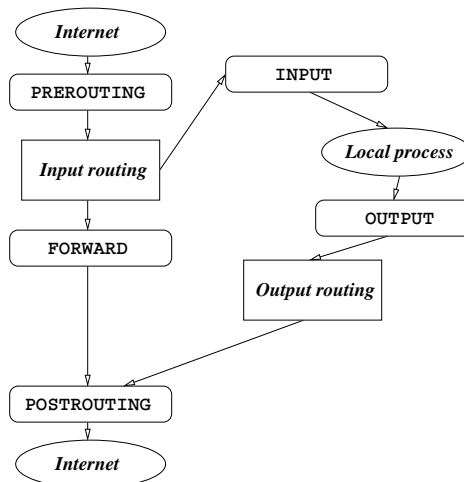 Internet
PREROUTING
INPUT
Input routing
Local process
FORWARD
OUTPUT
Output routing
POSTROUTING
Internet